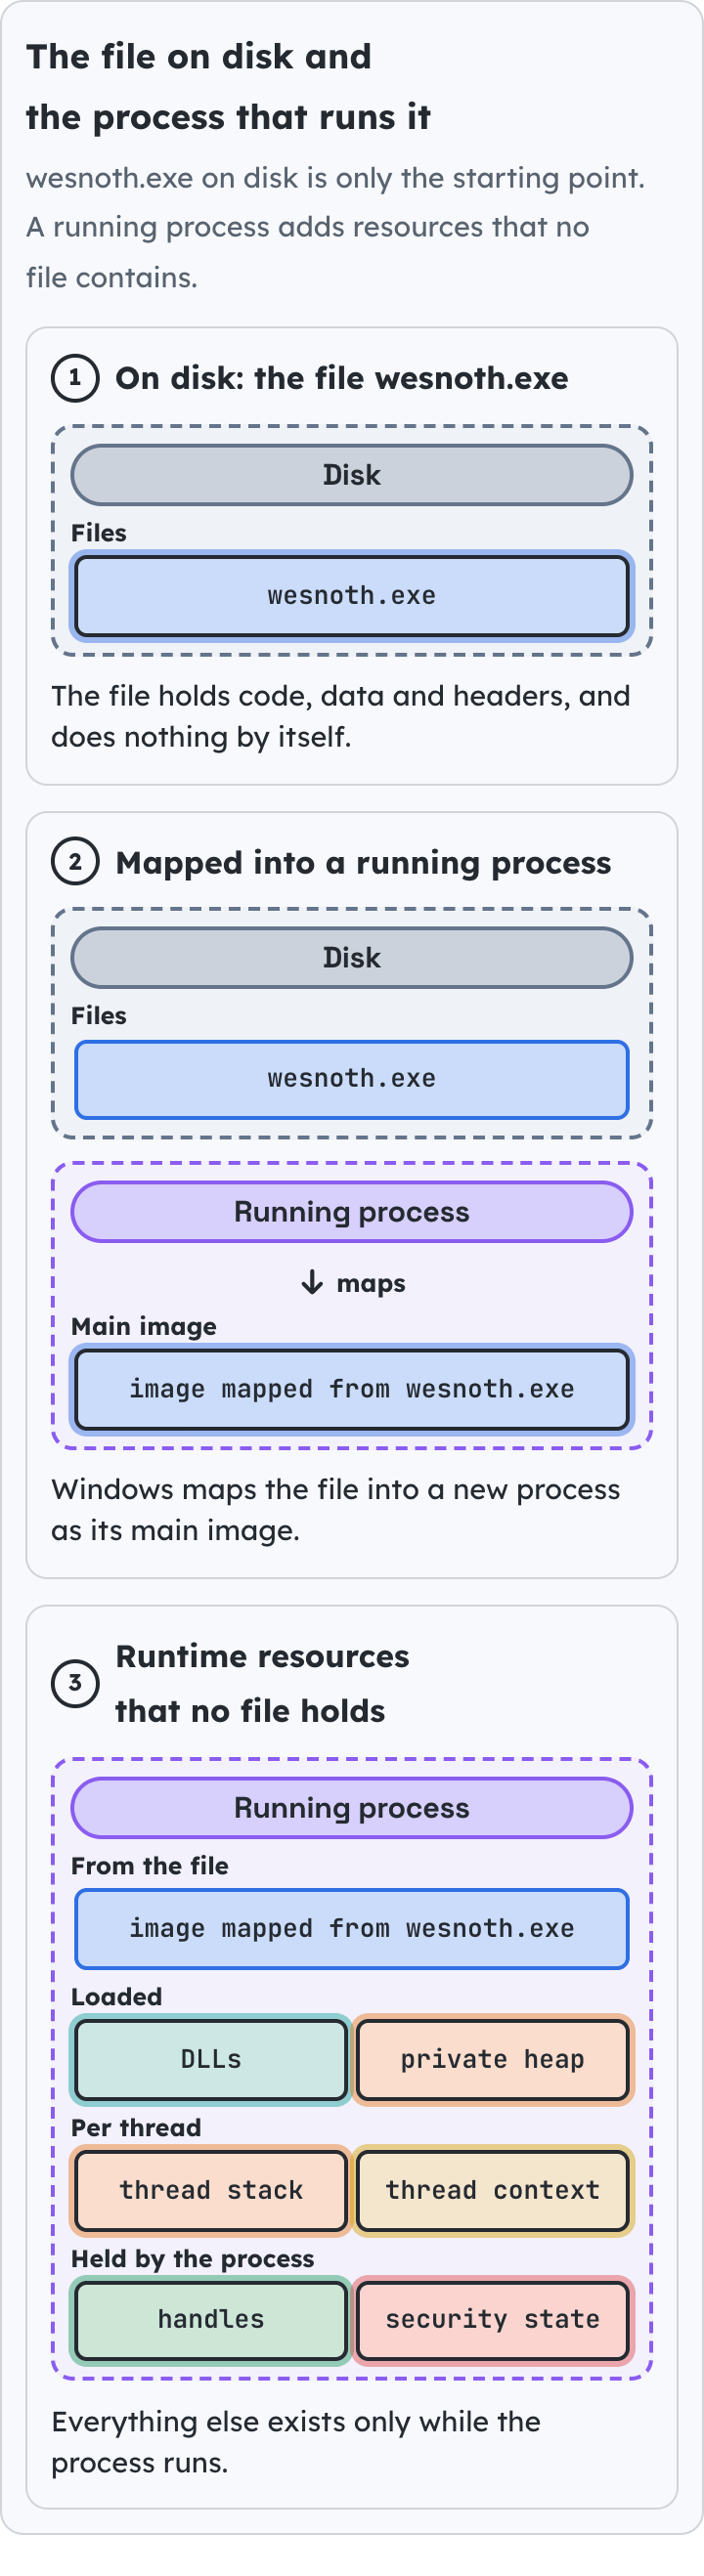 The file on disk and
the process that runs it
wesnoth.exe on disk is only the starting point.
A running process adds resources that no
file contains.
1 On disk: the file wesnoth.exe
Disk
Files
wesnoth.exe
The file holds code, data and headers, and
does nothing by itself.
2 Mapped into a running process
Disk
Files
wesnoth.exe
Running process
↓ maps
Main image
image mapped from wesnoth.exe
Windows maps the file into a new process
as its main image.
3 Runtime resources
that no file holds
Running process
From the file
image mapped from wesnoth.exe
Loaded
DLLs private heap
Per thread
thread stack thread context
Held by the process
handles security state
Everything else exists only while the
process runs.